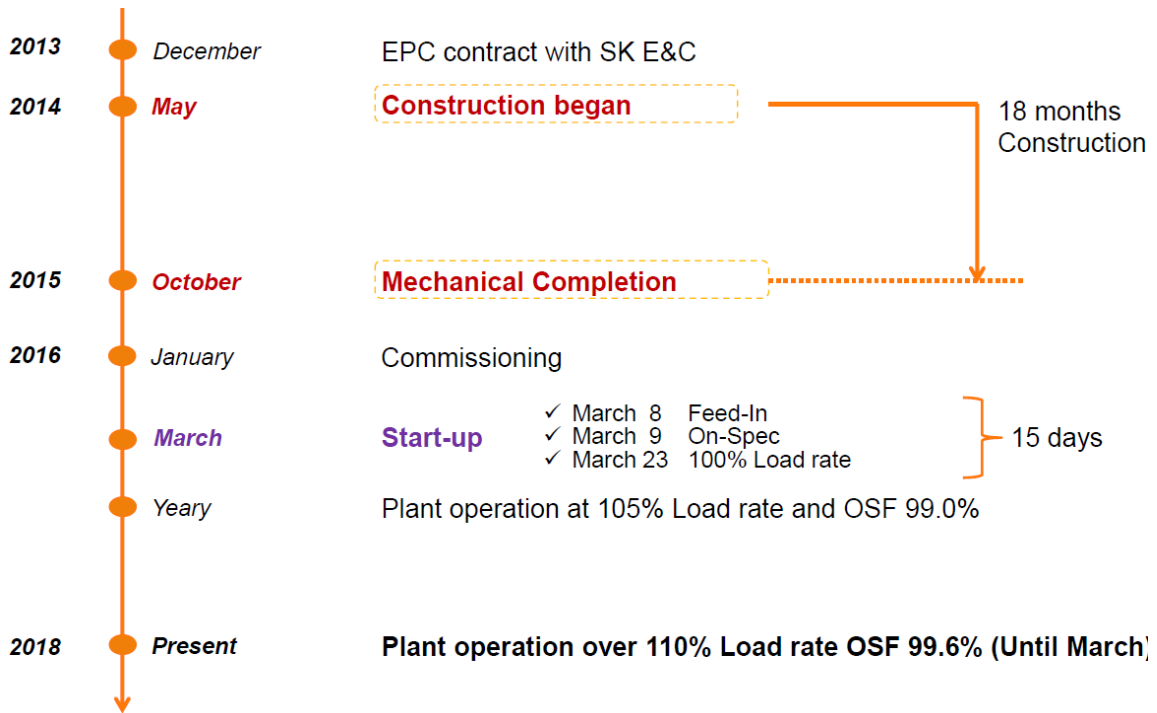 2013 December EPC contract with SK E&C
2014 May Construction began
18 months
Construction
2015 October Mechanical Completion
2016 January Commissioning
✓ March 8 Feed-In
March Start-up ✓ March 9 On-Spec 15 days
✓ March 23 100% Load rate
Yeary Plant operation at 105% Load rate and OSF 99.0%
2018 Present Plant operation over 110% Load rate OSF 99.6% (Until March)